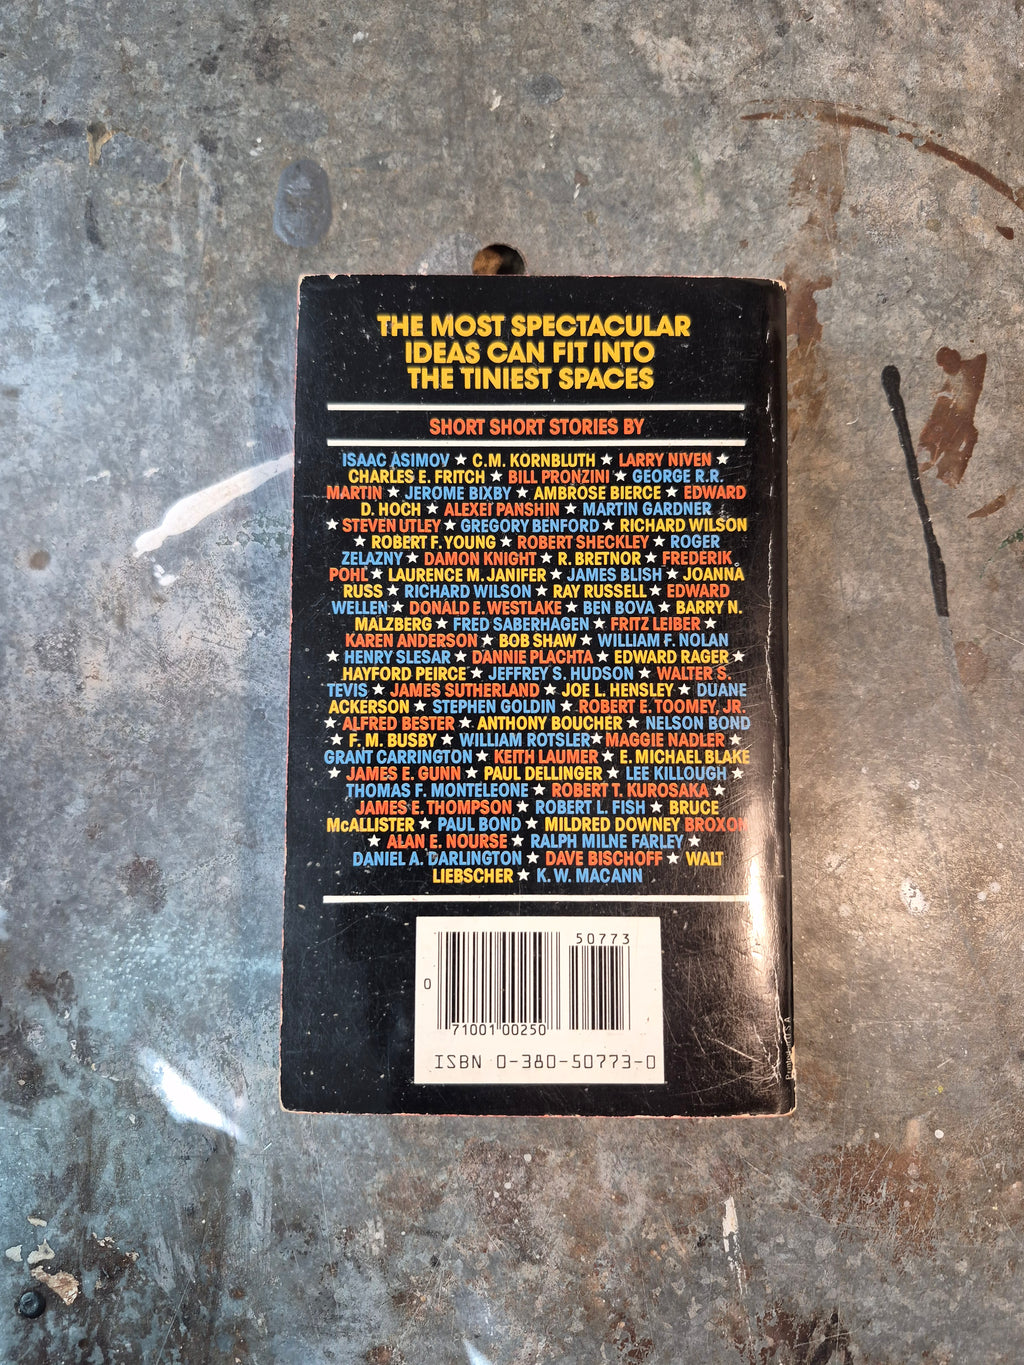 THE MOST SPECTACULAR
IDEAS CAN FIT INTO
THE TINIEST SPACES
SHORT SHORT STORIES BY
ISAAC ASIMOV ★ C.M. KORNBLUTH ★ LARRY NIVEN ★
CHARLES E. FRITCH ★ BILL PRONZINI ★ GEORGE R.R.
MARTIN ★ JEROME BIXBY ★ AMBROSE BIERCE ★ EDWARD
D. HOCH ★ ALEXEI PANSHIN ★ MARTIN GARDNER
★ STEVEN UTLEY ★ GREGORY BENFORD ★ RICHARD WILSON
★ ROBERT F. YOUNG ★ ROBERT SHECKLEY ★ ROGER
ZELAZNY ★ DAMON KNIGHT ★ R. BRETNOR ★ FREDERIK
POHL ★ LAURENCE M. JANIFER ★ JAMES BLISH ★ JOANNA
RUSS ★ RICHARD WILSON ★ RAY RUSSELL ★ EDWARD
WELLEN ★ DONALD E. WESTLAKE ★ BEN BOVA ★ BARRY N.
MALZBERG ★ FRED SABERHAGEN ★ FRITZ LEIBER ★
KAREN ANDERSON ★ BOB SHAW ★ WILLIAM F. NOLAN
★ HENRY SLESAR ★ DANNIE PLACHTA ★ EDWARD RAGER ★
HAYFORD PEIRCE ★ JEFFREY S. HUDSON ★ WALTER S.
TEVIS ★ JAMES SUTHERLAND ★ JOE L. HENSLEY ★ DUANE
ACKERSON ★ STEPHEN GOLDIN ★ ROBERT E. TOOMEY, JR.
★ ALFRED BESTER ★ ANTHONY BOUCHER ★ NELSON BOND
★ F. M. BUSBY ★ WILLIAM ROTSLER ★ MAGGIE NADLER ★
GRANT CARRINGTON ★ KEITH LAUMER ★ E. MICHAEL BLAKE
★ JAMES E. GUNN ★ PAUL DELLINGER ★ LEE KILLOUGH ★
THOMAS F. MONTELEONE ★ ROBERT T. KUROSAKA ★
JAMES E. THOMPSON ★ ROBERT L. FISH ★ BRUCE
McALLISTER ★ PAUL BOND ★ MILDRED DOWNEY BROXON
★ ALAN E. NOURSE ★ RALPH MILNE FARLEY ★
DANIEL A. DARLINGTON ★ DAVE BISCHOFF ★ WALT
LIEBSCHER ★ K.W. MACANN
50773
0
71001 00250
ISBN 0-380-50773-0